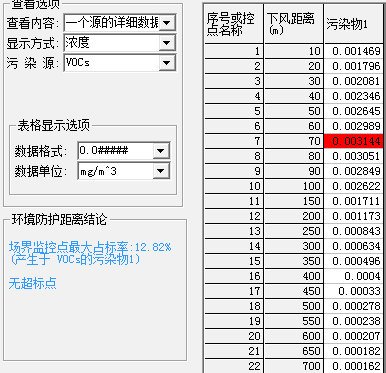 查看选项
查看内容: 一个源的详细数据
显示方式: 浓度
污 染 源: VOCs
表格显示选项
数据格式: 0.0#####
数据单位: mg/m^3
环境防护距离结论
场界监控点最大占标率:12.82%
(产生于 VOCs的污染物1)
无超标点
序号或控点名称 下风距离(m) 污染物1
1 10 0.001469
2 20 0.001796
3 30 0.002081
4 40 0.002346
5 50 0.002645
6 60 0.002989
7 70 0.003144
8 80 0.003051
9 90 0.002849
10 100 0.002622
11 150 0.001711
12 200 0.001173
13 250 0.000843
14 300 0.000634
15 350 0.000496
16 400 0.0004
17 450 0.00033
18 500 0.000278
19 550 0.000238
20 600 0.000207
21 650 0.000182
22 700 0.000162